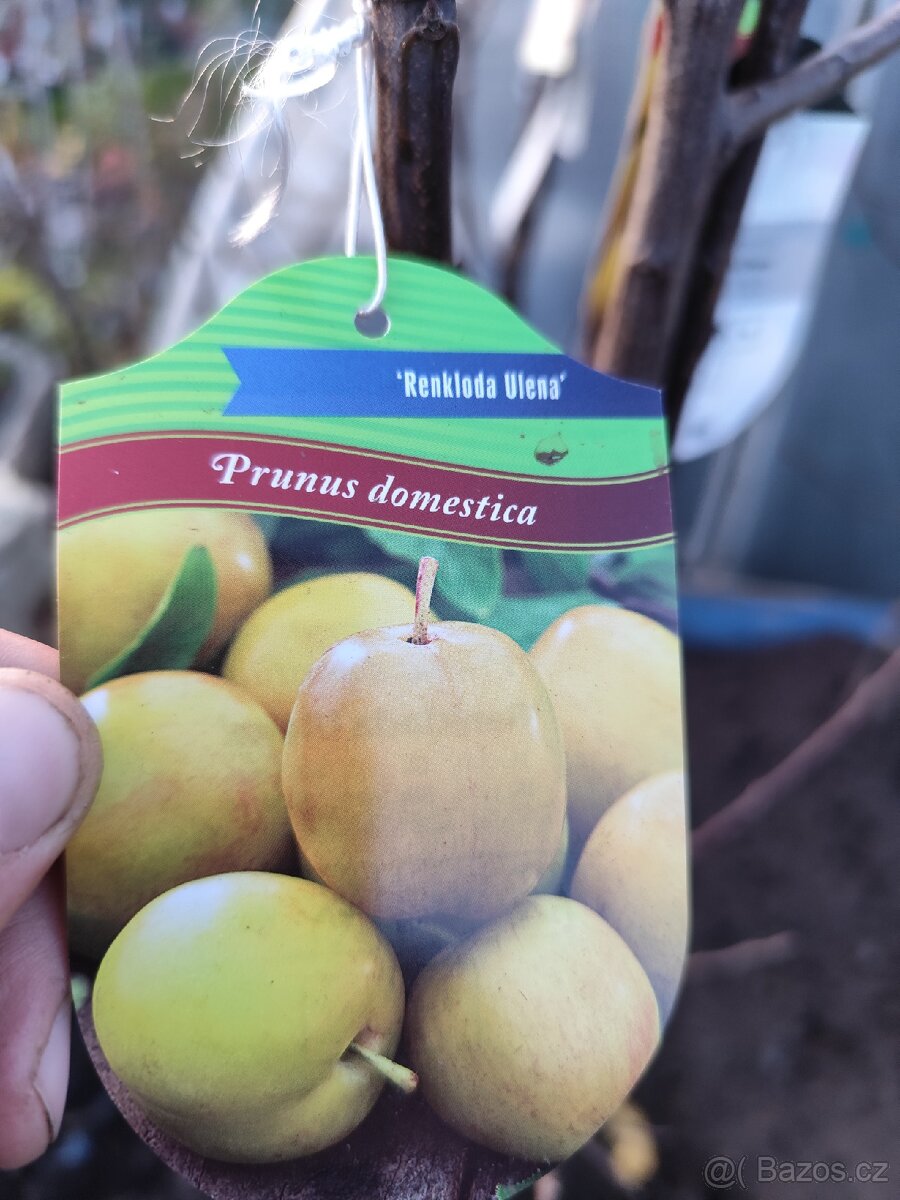 'Renkloda Ulena'
Prunus domestica
@( Bazos.cz